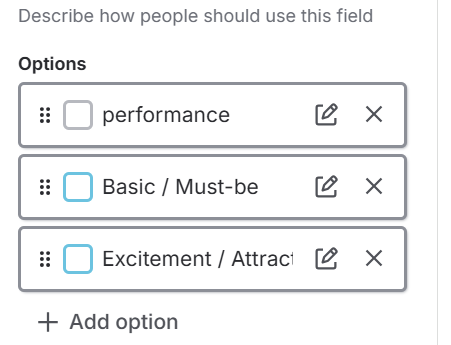 Describe how people should use this field
Options
performance
Basic / Must-be
Excitement / Attract
Add option